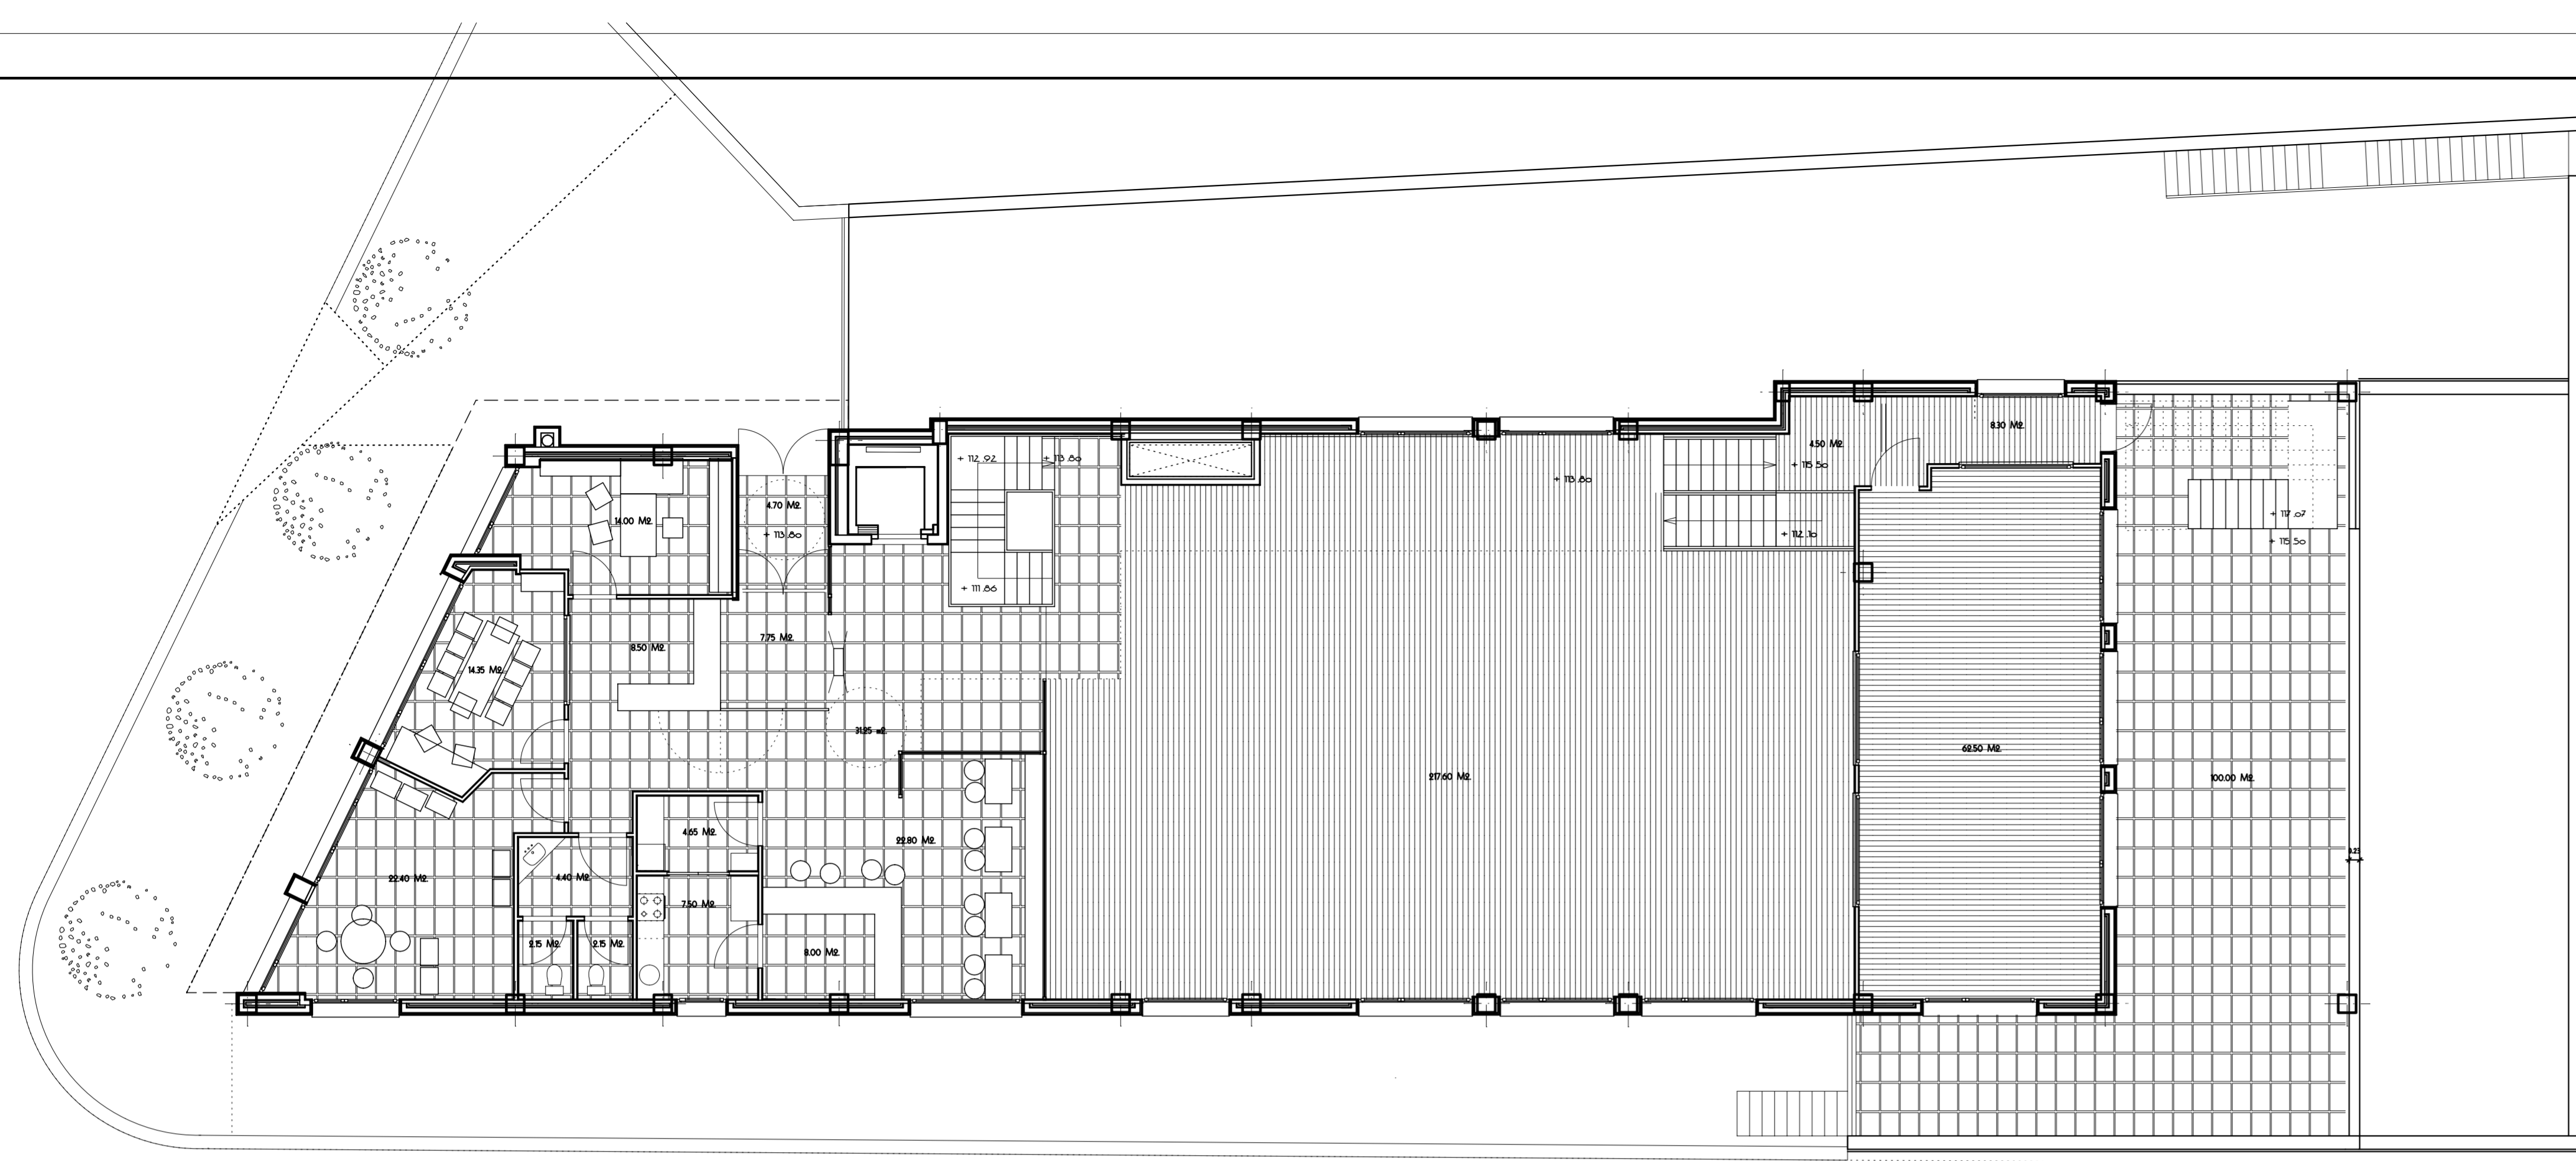 8.30 M2.
4.50 M2.
+ 112 .92
+ 113 .80
+ 115 .50
+ 113 .80
4.70 M2.
+ 117 .07
14.00 M2.
+ 113 .80
+ 112 .10
+ 115 .50
+ 111 .86
7.75 M2.
8.50 M2.
14.35 M2.
31.25 m2.
62.50 M2.
217.60 M2.
100.00 M2.
4.65 M2.
22.80 M2.
22.40 M2.
4.40 M2.
7.50 M2.
2.15 M2.
2.15 M2.
8.00 M2.